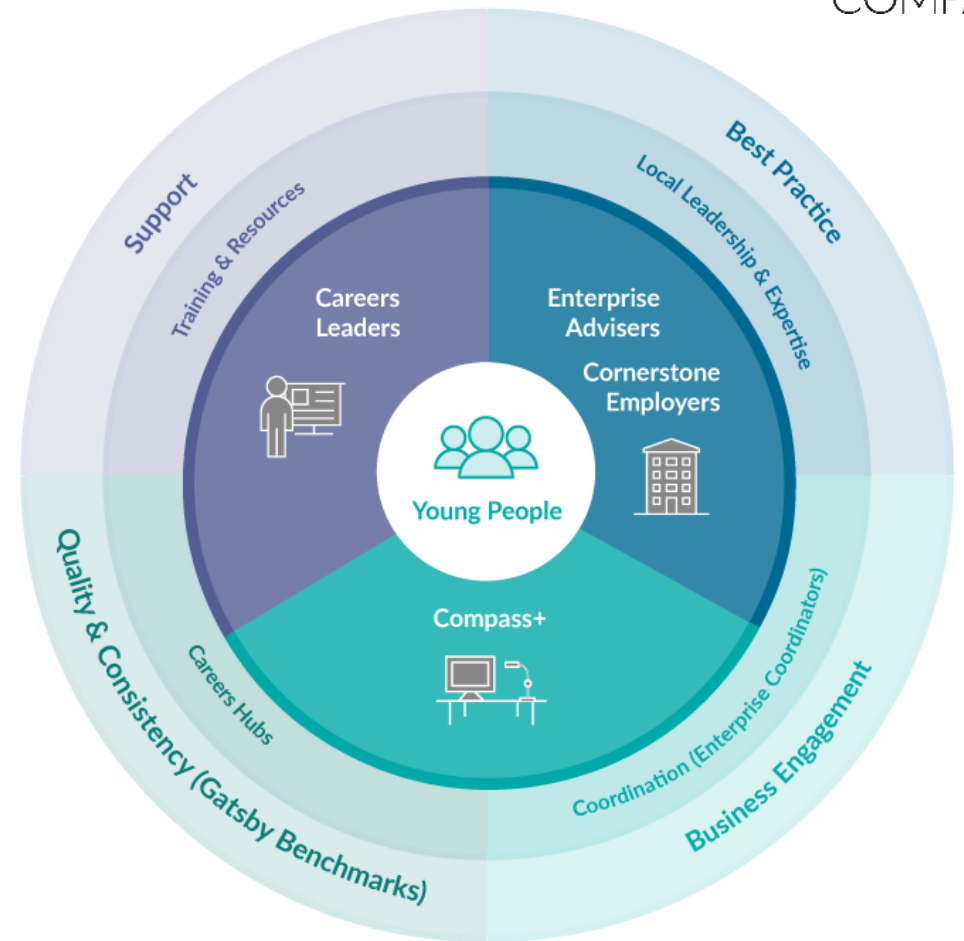 Support
Best Practice
Training & Resources
Local Leadership & Expertise
Careers
Leaders
Enterprise
Advisers
Cornerstone
Employers
Young People
Compass+
Careers Hubs
Coordination (Enterprise Coordinators)
Quality & Consistency (Gatsby Benchmarks)
Business Engagement